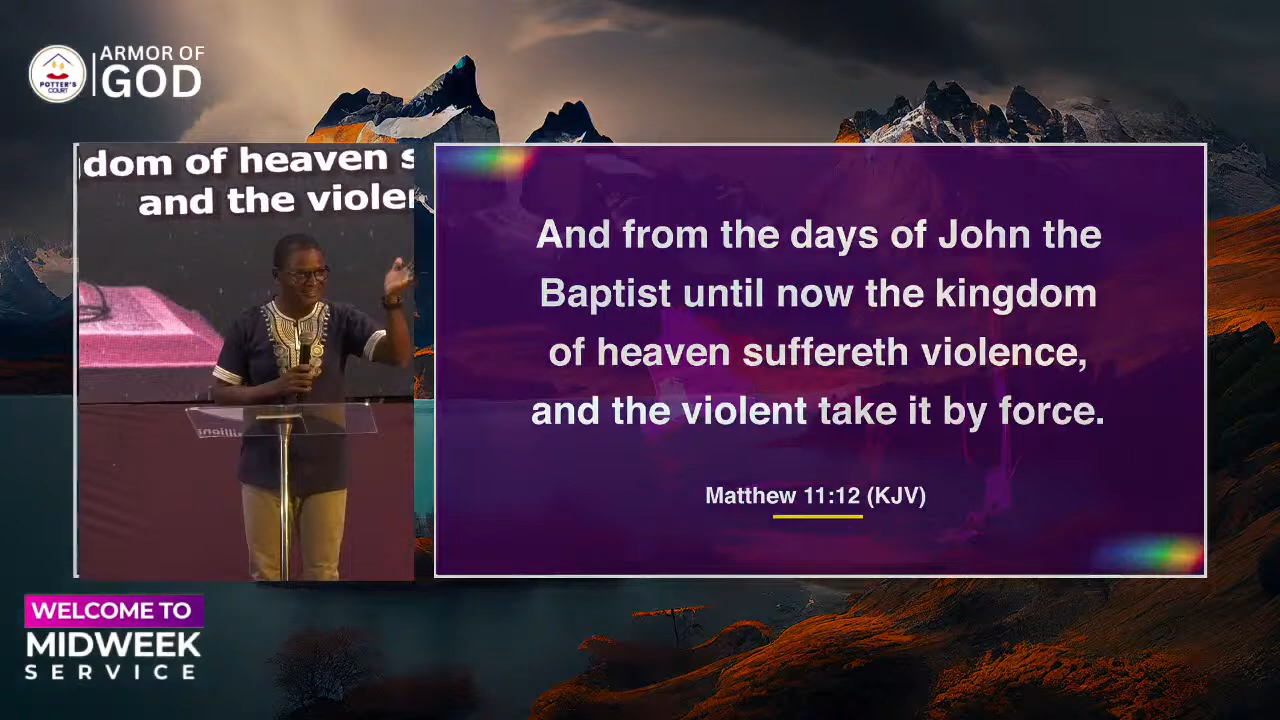 POTTER'S
COURT
ARMOR OF
GOD
dom of heaven s
and the violen
And from the days of John the
Baptist until now the kingdom
of heaven suffereth violence,
and the violent take it by force.
Matthew 11:12 (KJV)
WELCOME TO
MIDWEEK
SERVICE